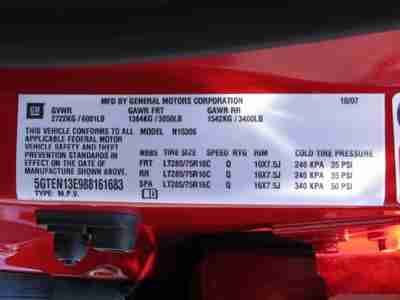 GM
MFD BY GENERAL MOTORS CORPORATION 10/07
GVWR GAWR FRT GAWR RR
2722KG / 6001LB 1384KG / 3050LB 1542KG / 3400LB
THIS VEHICLE CONFORMS TO ALL MODEL N15306
APPLICABLE FEDERAL MOTOR
VEHICLE SAFETY AND THEFT
PREVENTION STANDARDS IN
EFFECT ON THE DATE OF
MANUFACTURE SHOWN ABOVE.
5GTEN13E988161683
TYPE: M.P.V.
TIRE SIZE SPEED RTG RIM COLD TIRE PRESSURE
FRT LT285/75R16C Q 16X7.5J 240 KPA 35 PSI
RR LT285/75R16C Q 16X7.5J 240 KPA 35 PSI
SPA LT285/75R16C Q 16X7.5J 340 KPA 50 PSI